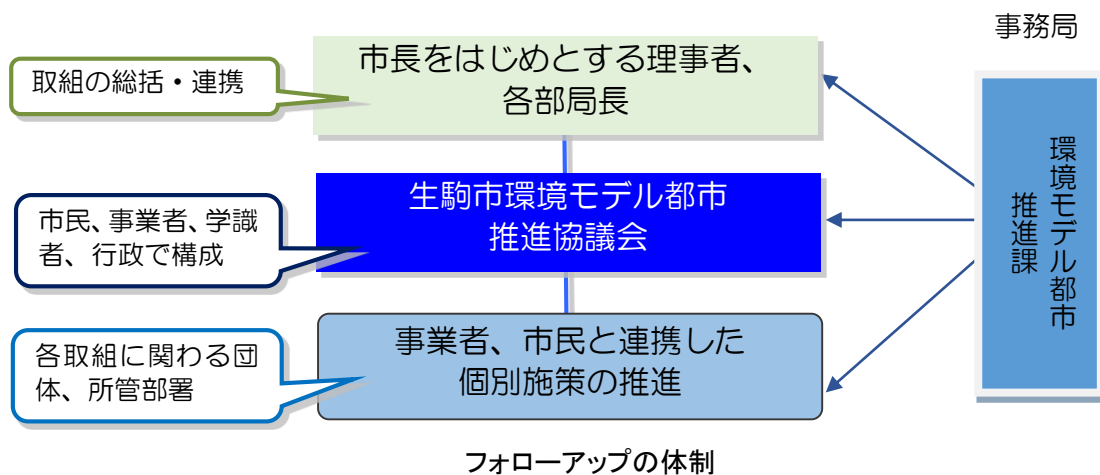 事務局
取組の総括・連携
市長をはじめとする理事者、
各部局長
市民、事業者、学識
者、行政で構成
生駒市環境モデル都市
推進協議会
各取組に関わる団
体、所管部署
事業者、市民と連携した
個別施策の推進
環境モデル都市
推進課
フォローアップの体制